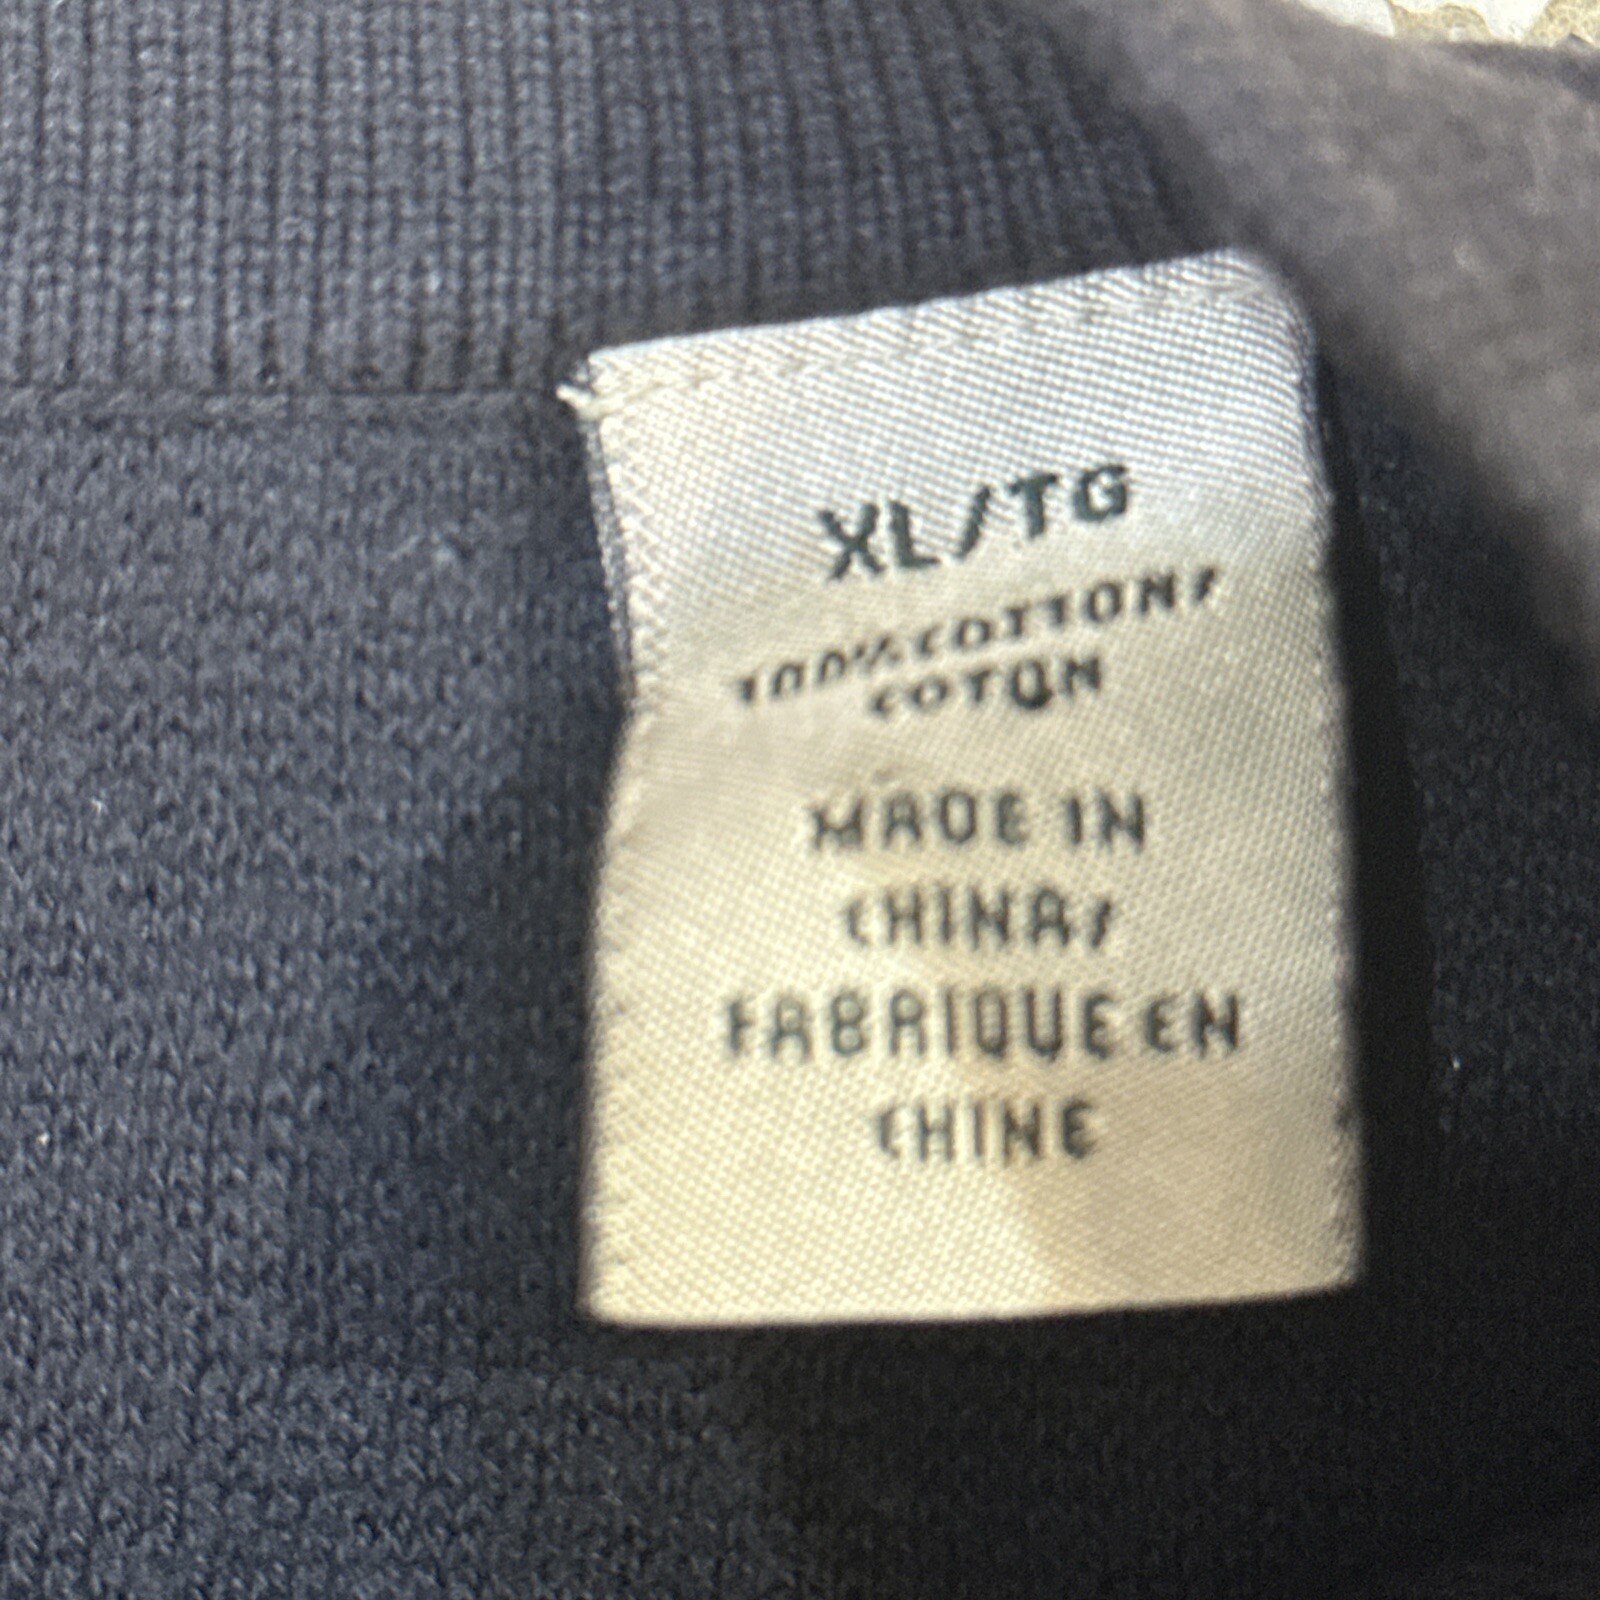 XL/TG
100% COTTON/
COTON
MADE IN
CHINA/
FABRIQUE EN
CHINE